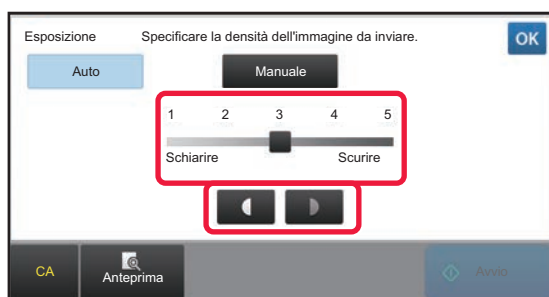 Esposizione Specificare la densità dell'immagine da inviare. OK
Auto Manuale
1 2 3 4 5
Schiarire Scurire
CA Anteprima Avvio